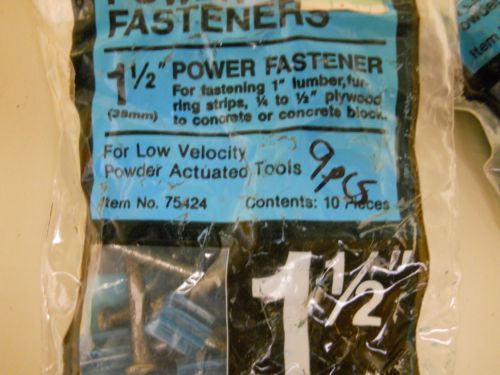 POWER
FASTENERS
1 1/2" POWER FASTENER
(38mm)
For fastening 1" lumber, fur-
ring strips, 1/4 to 1/2" plywood
to concrete or concrete block.
For Low Velocity
Powder Actuated Tools
9 pcs
Item No. 75424 Contents: 10 Pieces
1 1/2"
Item